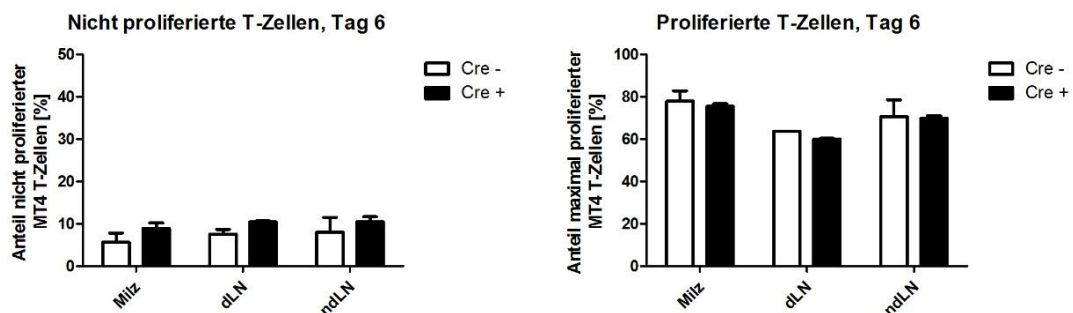 Nicht proliferierte T-Zellen, Tag 6
Anteil nicht proliferierter
MT4 T-Zellen [%]
50
40
30
20
10
0
Milz
dLN
ndLN
Cre -
Cre +
Proliferierte T-Zellen, Tag 6
Anteil maximal proliferierter
MT4 T-Zellen [%]
100
80
60
40
20
0
Milz
dLN
ndLN
Cre -
Cre +